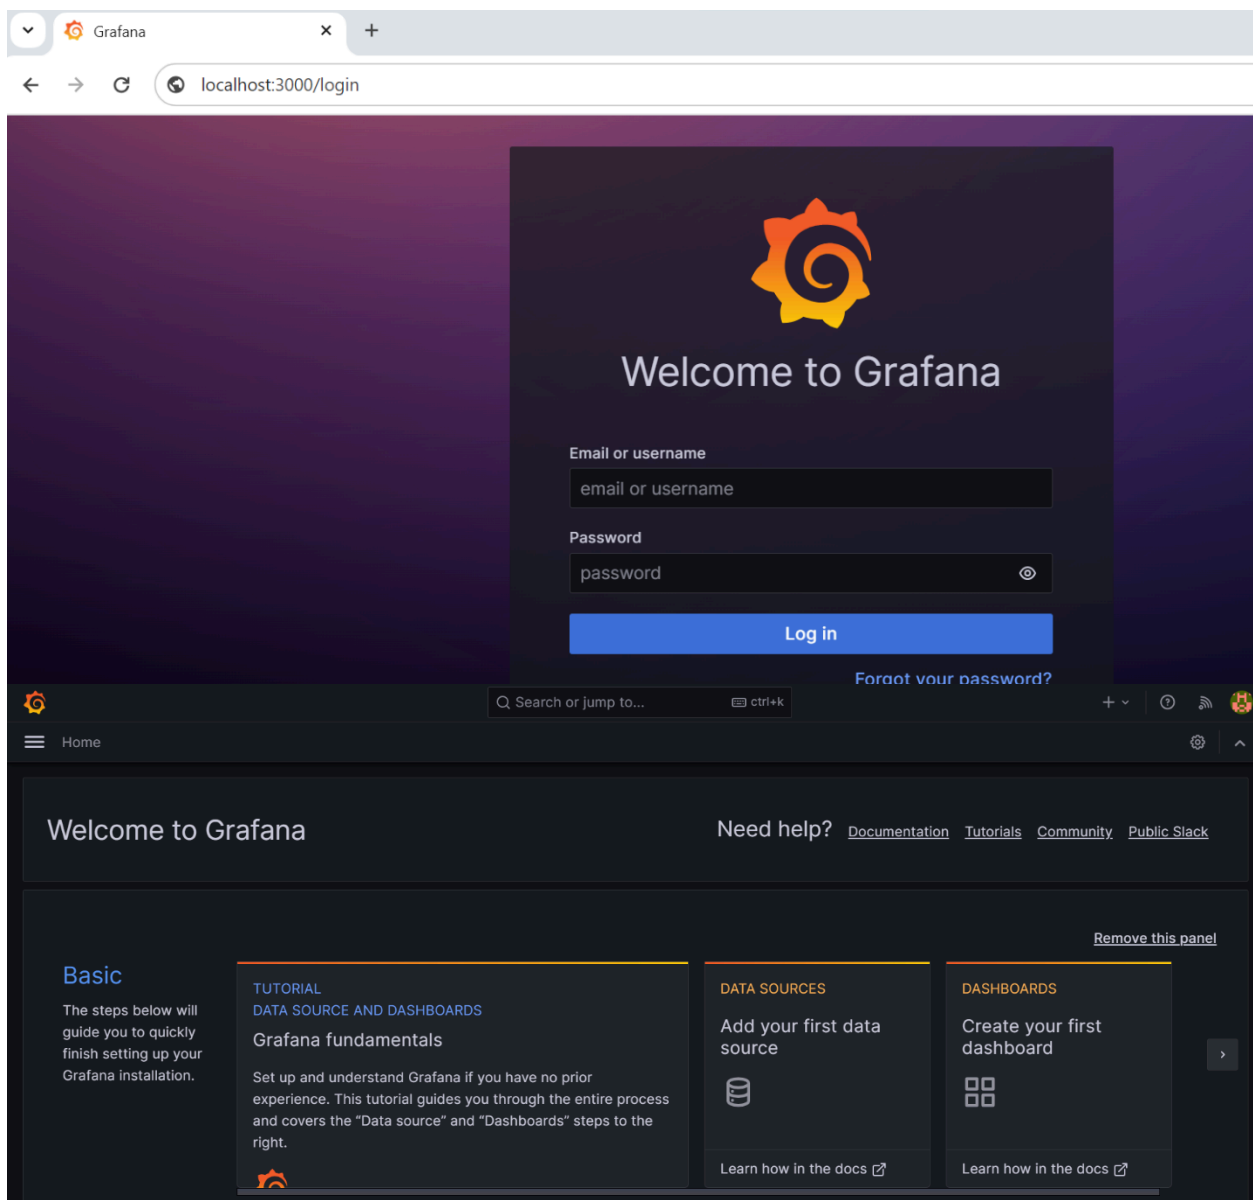 Grafana
localhost:3000/login
Welcome to Grafana
Email or username
email or username
Password
password
Log in
Forgot your password?
Search or jump to... ctrl+k
Home
Welcome to Grafana
Need help? Documentation Tutorials Community Public Slack
Remove this panel
Basic
The steps below will
guide you to quickly
finish setting up your
Grafana installation.
TUTORIAL
DATA SOURCE AND DASHBOARDS
Grafana fundamentals
Set up and understand Grafana if you have no prior
experience. This tutorial guides you through the entire process
and covers the “Data source” and “Dashboards” steps to the
right.
DATA SOURCES
Add your first data
source
Learn how in the docs
DASHBOARDS
Create your first
dashboard
Learn how in the docs